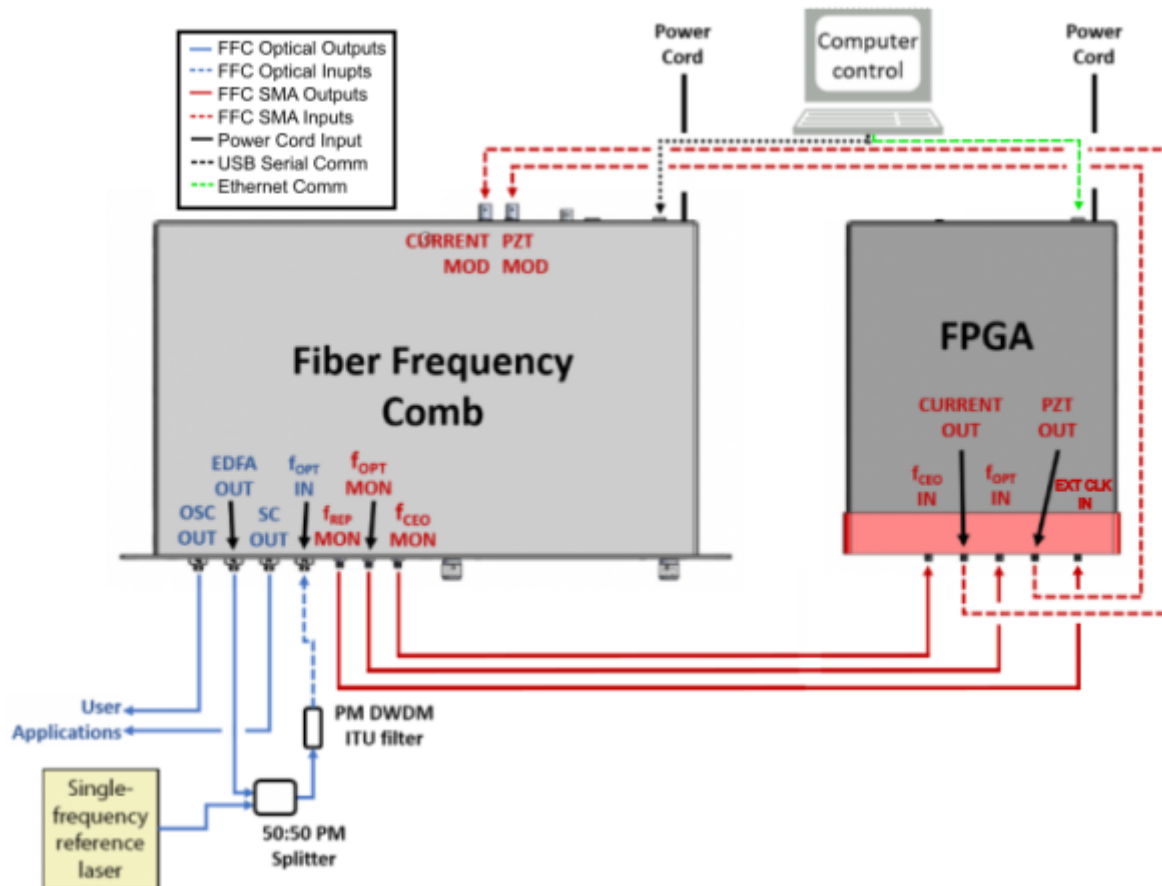 FFC Optical Outputs
FFC Optical Inupts
FFC SMA Outputs
FFC SMA Inputs
Power Cord Input
USB Serial Comm
Ethernet Comm
Power
Cord
Computer
control
Power
Cord
CURRENT
MOD
PZT
MOD
Fiber Frequency
Comb
EDFA
OUT
fOPT
IN
fOPT
MON
OSC
OUT
SC
OUT
fREP
MON
fCEO
MON
FPGA
CURRENT
OUT
PZT
OUT
fCEO
IN
fOPT
IN
EXT CLK
IN
User
Applications
PM DWDM
ITU filter
Single-
frequency
reference
laser
50:50 PM
Splitter